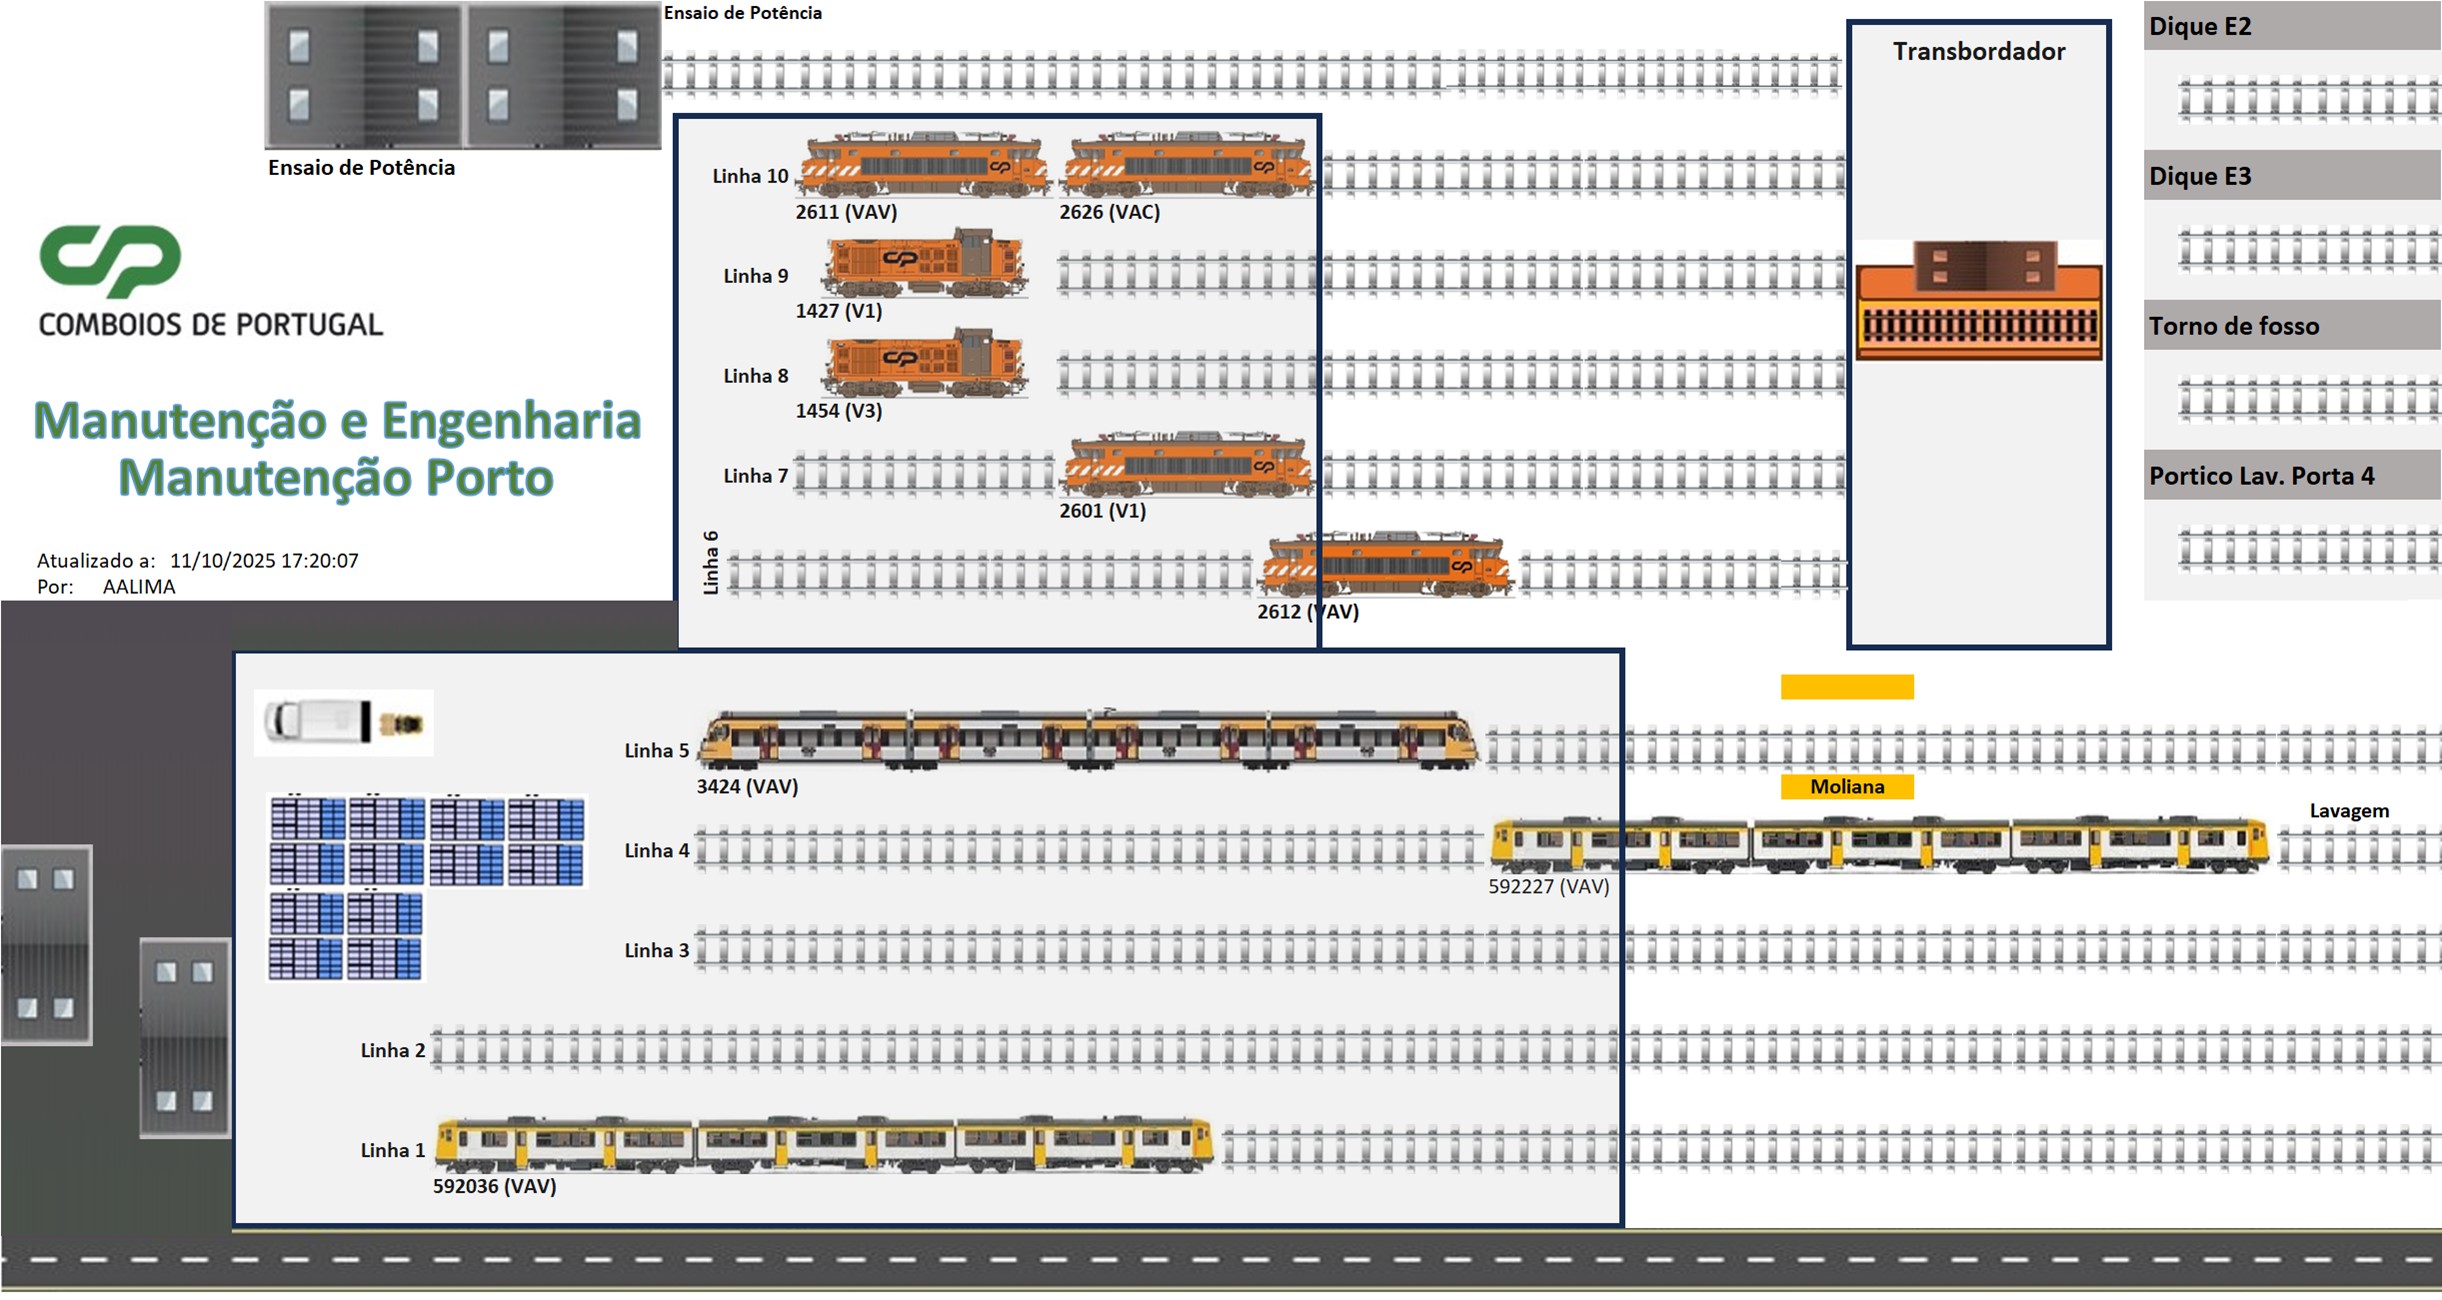 Ensaio de Potência
Ensaio de Potência
Transbordador
Dique E2
Dique E3
Torno de fosso
Portico Lav. Porta 4
COMBOIOS DE PORTUGAL
Manutenção e Engenharia
Manutenção Porto
Atualizado a: 11/10/2025 17:20:07
Por: AALIMA
Linha 10
2611 (VAV)
2626 (VAC)
Linha 9
1427 (V1)
Linha 8
1454 (V3)
Linha 7
2601 (V1)
Linha 6
2612 (VAV)
Linha 5
3424 (VAV)
Moliana
Lavagem
Linha 4
592227 (VAV)
Linha 3
Linha 2
Linha 1
592036 (VAV)